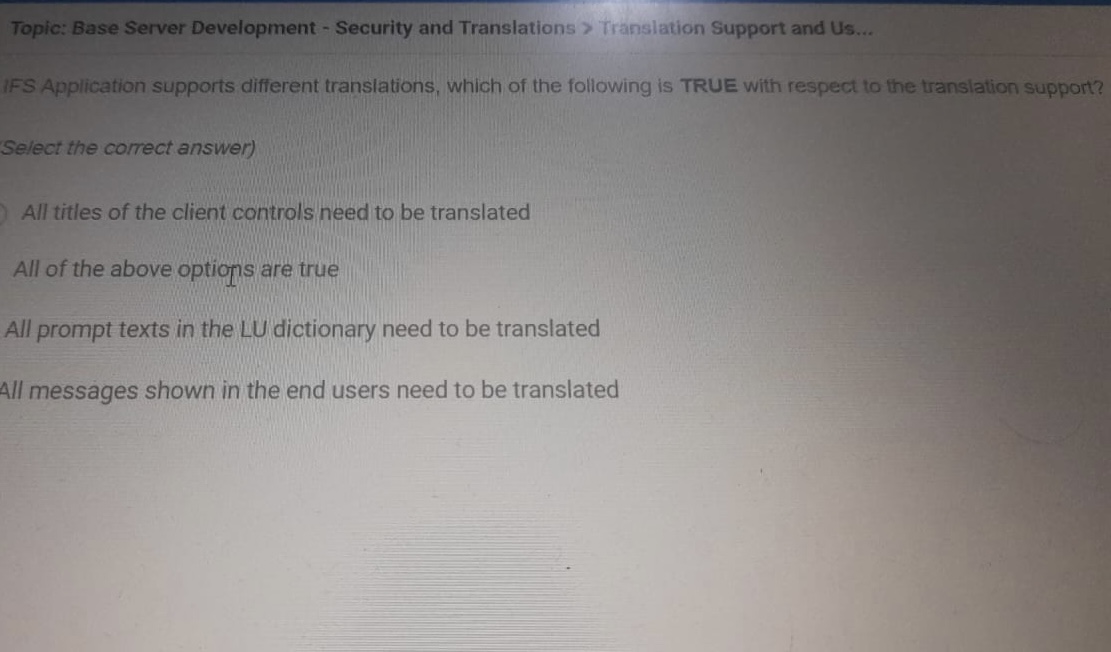 Topic: Base Server Development - Security and Translations > Translation Support and Us...
IFS Application supports different translations, which of the following is TRUE with respect to the translation support?
Select the correct answer)
All titles of the client controls need to be translated
All of the above options are true
All prompt texts in the LU dictionary need to be translated
All messages shown in the end users need to be translated